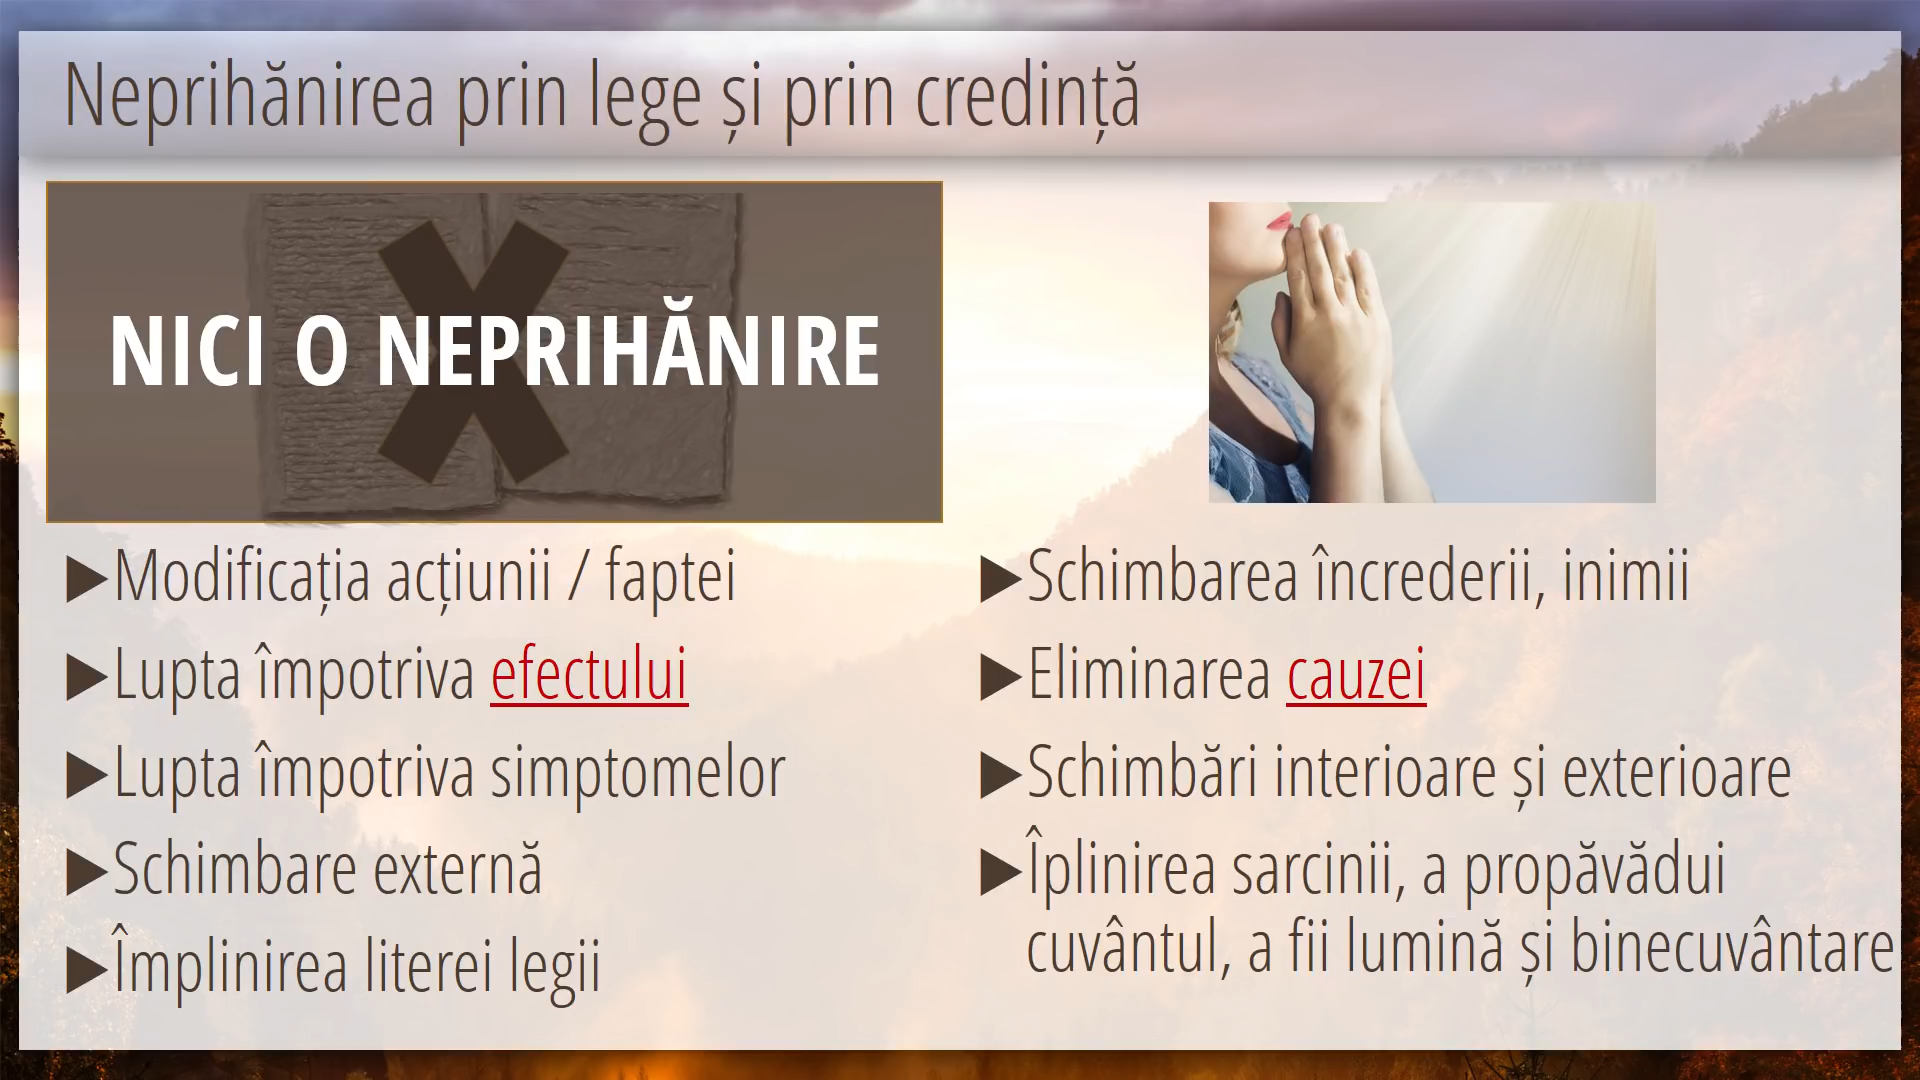 Neprihănirea prin lege și prin credință
NICI O NEPRIHĂNIRE
▶Modificația acțiunii / faptei
▶Lupta împotriva efectului
▶Lupta împotriva simptomelor
▶Schimbare externă
▶Împlinirea literei legii
▶Schimbarea încrederii, inimii
▶Eliminarea cauzei
▶Schimbări interioare și exterioare
▶Îplinirea sarcinii, a propăvădui
cuvântul, a fii lumină și binecuvântare